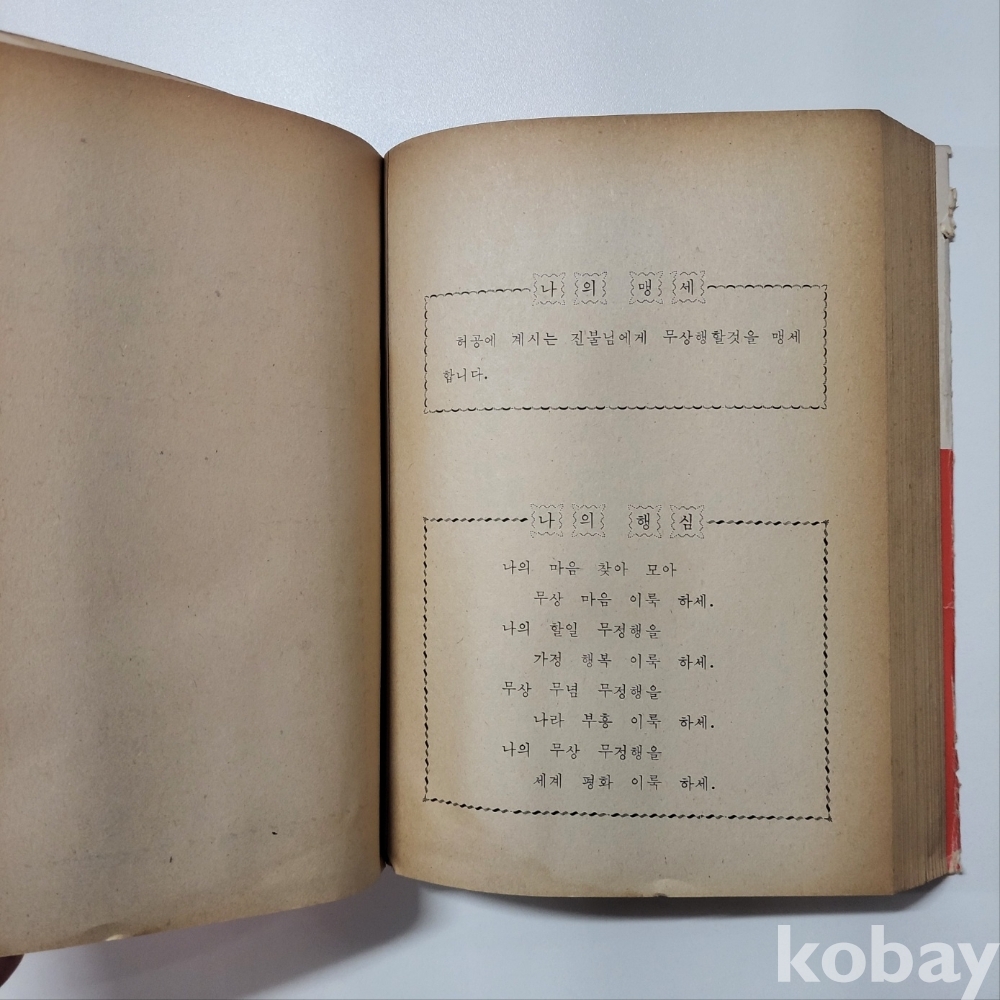 나의 맹세
허공에 계시는 진불님에게 무상행할것을 맹세
합니다.
나의 행심
나의 마음 찾아 모아
무상 마음 이룩 하세.
나의 할일 무정행을
가정 행복 이룩 하세.
무상 무념 무정행을
나라 부흥 이룩 하세.
나의 무상 무정행을
세계 평화 이룩 하세.
kobay